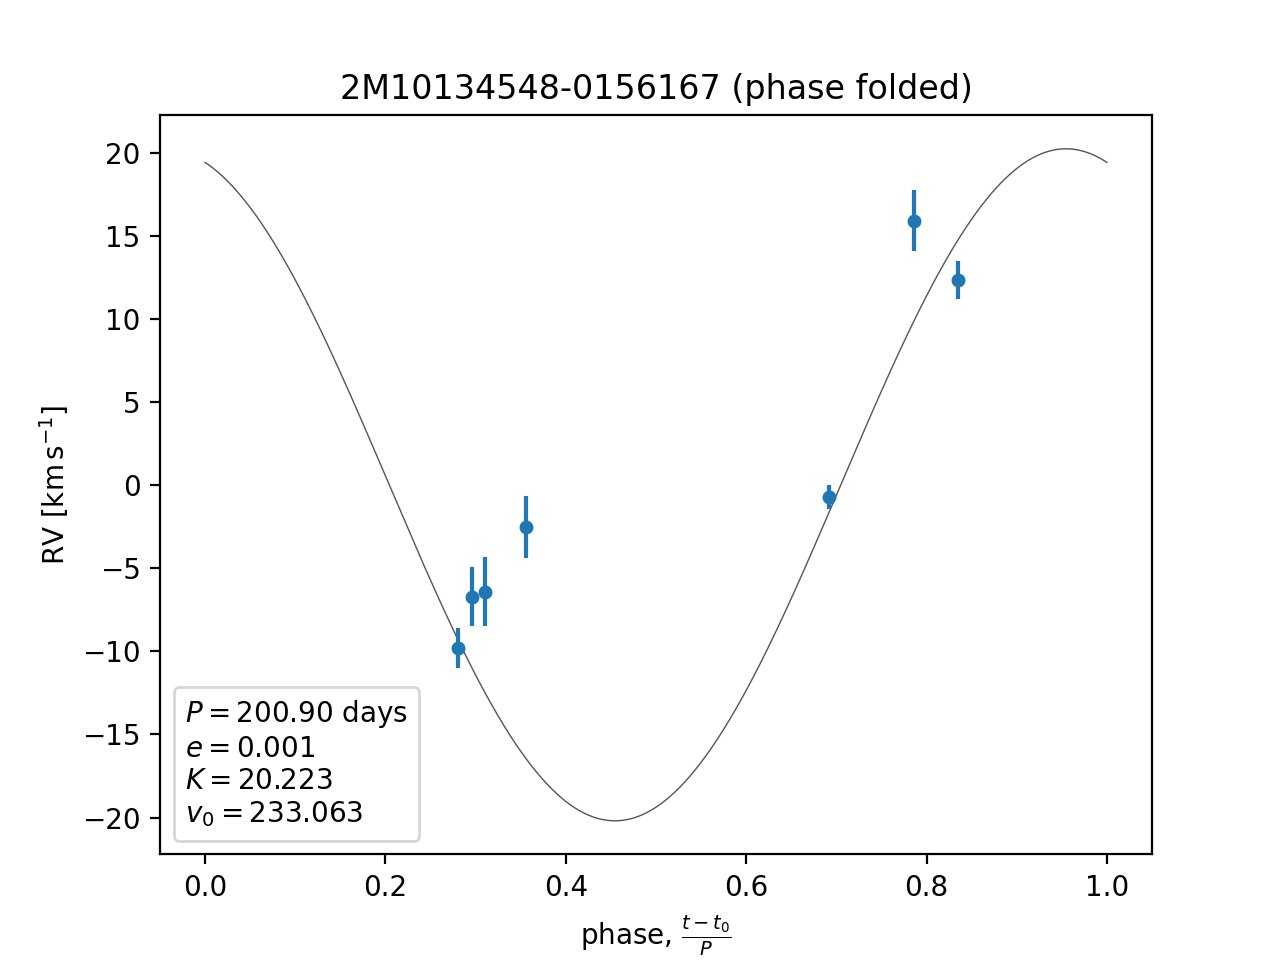 2M10134548-0156167 (phase folded)
RV [km s⁻¹]
20
15
10
5
0
−5
−10
−15
−20
P = 200.90 days
e = 0.001
K = 20.223
v₀ = 233.063
0.0 0.2 0.4 0.6 0.8 1.0
phase, (t − t₀)/P